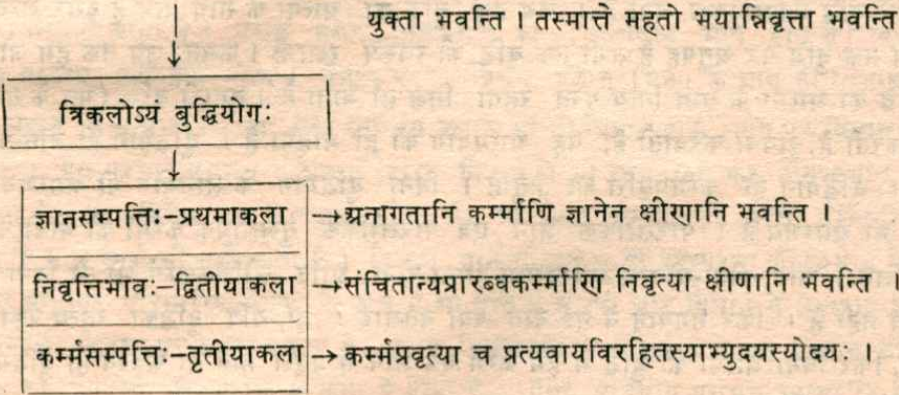 युक्ता भवन्ति । तस्मात्ते महतो भयान्निवृत्ता भवन्ति
↓
त्रिकलोऽयं बुद्धियोगः
↓
ज्ञानसम्पत्तिः-प्रथमाकला →अनागतानि कर्म्माणि ज्ञानेन क्षीणानि भवन्ति ।
निवृत्तिभावः-द्वितीयाकला →संचितान्यप्रारब्धकर्म्माणि निवृत्या क्षीणानि भवन्ति ।
कर्म्मसम्पत्तिः-तृतीयाकला → कर्म्मप्रवृत्या च प्रत्यवायविरहितस्याभ्युदयस्योदयः ।